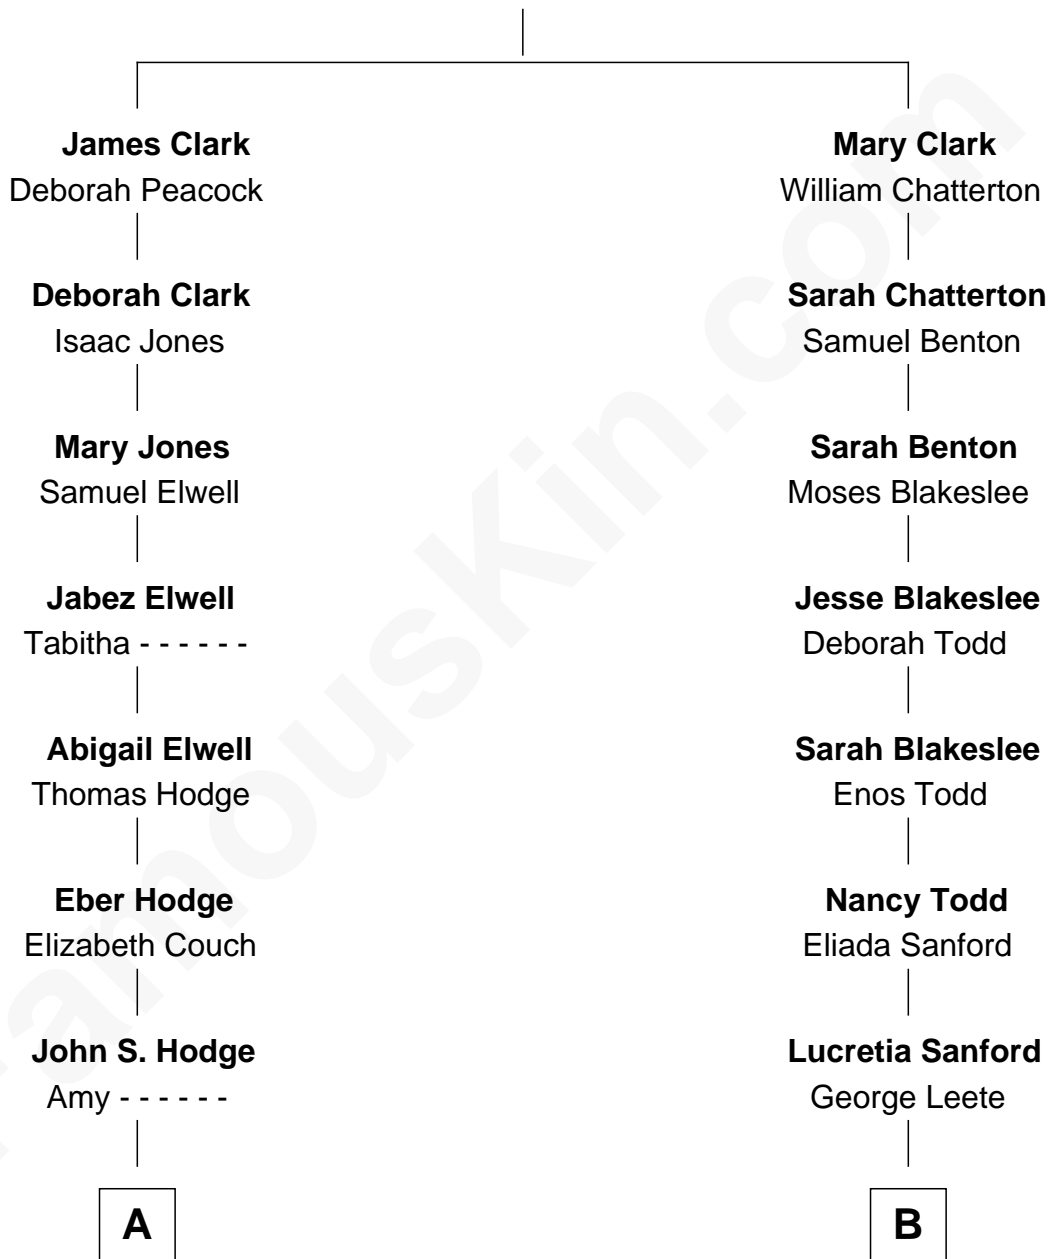 James Clark
Deborah Peacock
Deborah Clark
Isaac Jones
Mary Jones
Samuel Elwell
Jabez Elwell
Tabitha - - - - - -
Abigail Elwell
Thomas Hodge
Eber Hodge
Elizabeth Couch
John S. Hodge
Amy - - - - - -
A
Mary Clark
William Chatterton
Sarah Chatterton
Samuel Benton
Sarah Benton
Moses Blakeslee
Jesse Blakeslee
Deborah Todd
Sarah Blakeslee
Enos Todd
Nancy Todd
Eliada Sanford
Lucretia Sanford
George Leete
B
FamousKin.com